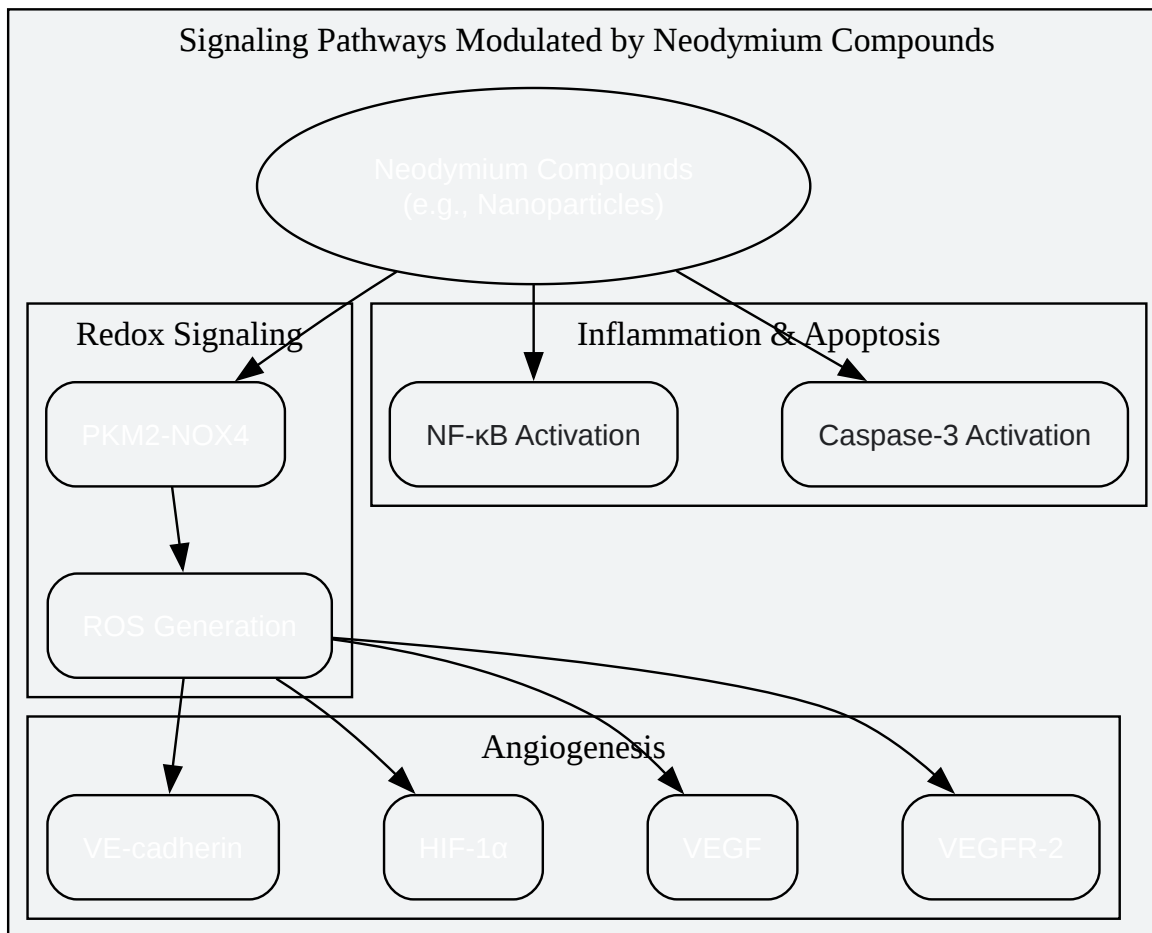 Signaling Pathways Modulated by Neodymium Compounds
Neodymium Compounds
(e.g., Nanoparticles)
Redox Signaling
Inflammation & Apoptosis
PKM2-NOX4
NF-κB Activation
Caspase-3 Activation
ROS Generation
Angiogenesis
VE-cadherin
HIF-1α
VEGF
VEGFR-2